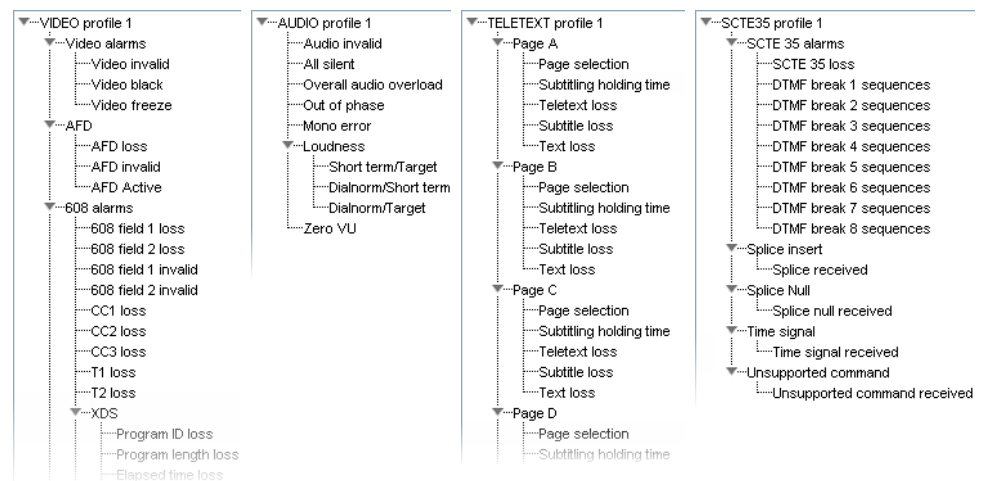 VIDEO profile 1
Video alarms
Video invalid
Video black
Video freeze
AFD
AFD loss
AFD invalid
AFD Active
608 alarms
608 field 1 loss
608 field 2 loss
608 field 1 invalid
608 field 2 invalid
CC1 loss
CC2 loss
CC3 loss
T1 loss
T2 loss
XDS
Program ID loss
Program length loss
Elapsed time loss
AUDIO profile 1
Audio invalid
All silent
Overall audio overload
Out of phase
Mono error
Loudness
Short term/Target
Dialnorm/Short term
Dialnorm/Target
Zero VU
TELETEXT profile 1
Page A
Page selection
Subtitling holding time
Teletext loss
Subtitle loss
Text loss
Page B
Page selection
Subtitling holding time
Teletext loss
Subtitle loss
Text loss
Page C
Page selection
Subtitling holding time
Teletext loss
Subtitle loss
Text loss
Page D
Page selection
Subtitling holding time
SCTE35 profile 1
SCTE 35 alarms
SCTE 35 loss
DTMF break 1 sequences
DTMF break 2 sequences
DTMF break 3 sequences
DTMF break 4 sequences
DTMF break 5 sequences
DTMF break 6 sequences
DTMF break 7 sequences
DTMF break 8 sequences
Splice insert
Splice received
Splice Null
Splice null received
Time signal
Time signal received
Unsupported command
Unsupported command received